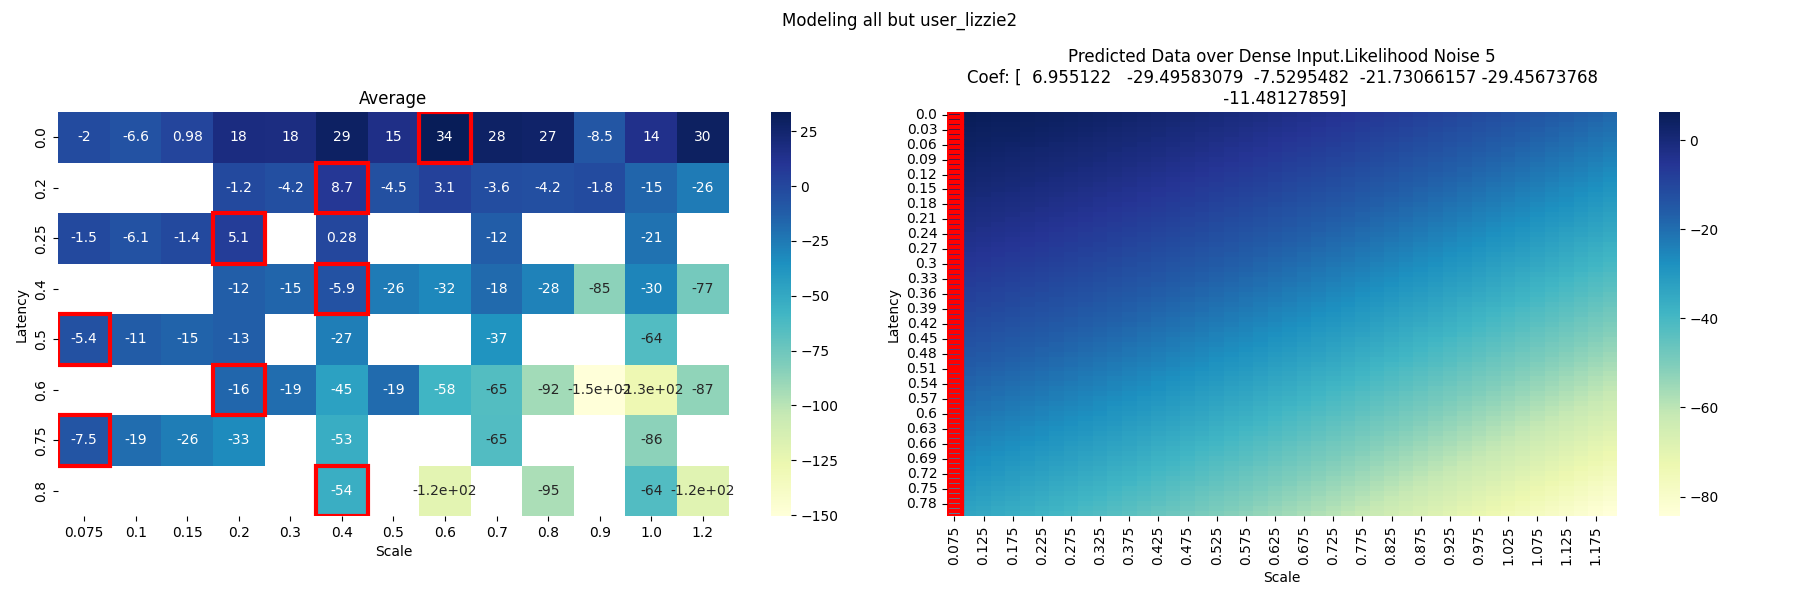 Modeling all but user_lizzie2
Average
0.0 -2 -6.6 0.98 18 18 29 15 34 28 27 -8.5 14 30
0.2 -1.2 -4.2 8.7 -4.5 3.1 -3.6 -4.2 -1.8 -15 -26
0.25 -1.5 -6.1 -1.4 5.1 0.28 -12 -21
0.4 -12 -15 -5.9 -26 -32 -18 -28 -85 -30 -77
0.5 -5.4 -11 -15 -13 -27 -37 -64
0.6 -16 -19 -45 -19 -58 -65 -92 -1.5e+02 -1.3e+02 -87
0.75 -7.5 -19 -26 -33 -53 -65 -86
0.8 -54 -1.2e+02 -95 -64 -1.2e+02
Latency
0.075 0.1 0.15 0.2 0.3 0.4 0.5 0.6 0.7 0.8 0.9 1.0 1.2
Scale
25
0
−25
−50
−75
−100
−125
−150
Predicted Data over Dense Input.Likelihood Noise 5
Coef: [ 6.955122 -29.49583079 -7.5295482 -21.73066157 -29.45673768
-11.48127859]
0.0
0.03
0.06
0.09
0.12
0.15
0.18
0.21
0.24
0.27
0.3
0.33
0.36
0.39
0.42
0.45
0.48
0.51
0.54
0.57
0.6
0.63
0.66
0.69
0.72
0.75
0.78
Latency
0.075 0.125 0.175 0.225 0.275 0.325 0.375 0.425 0.475 0.525 0.575 0.625 0.675 0.725 0.775 0.825 0.875 0.925 0.975 1.025 1.075 1.125 1.175
Scale
0
−20
−40
−60
−80